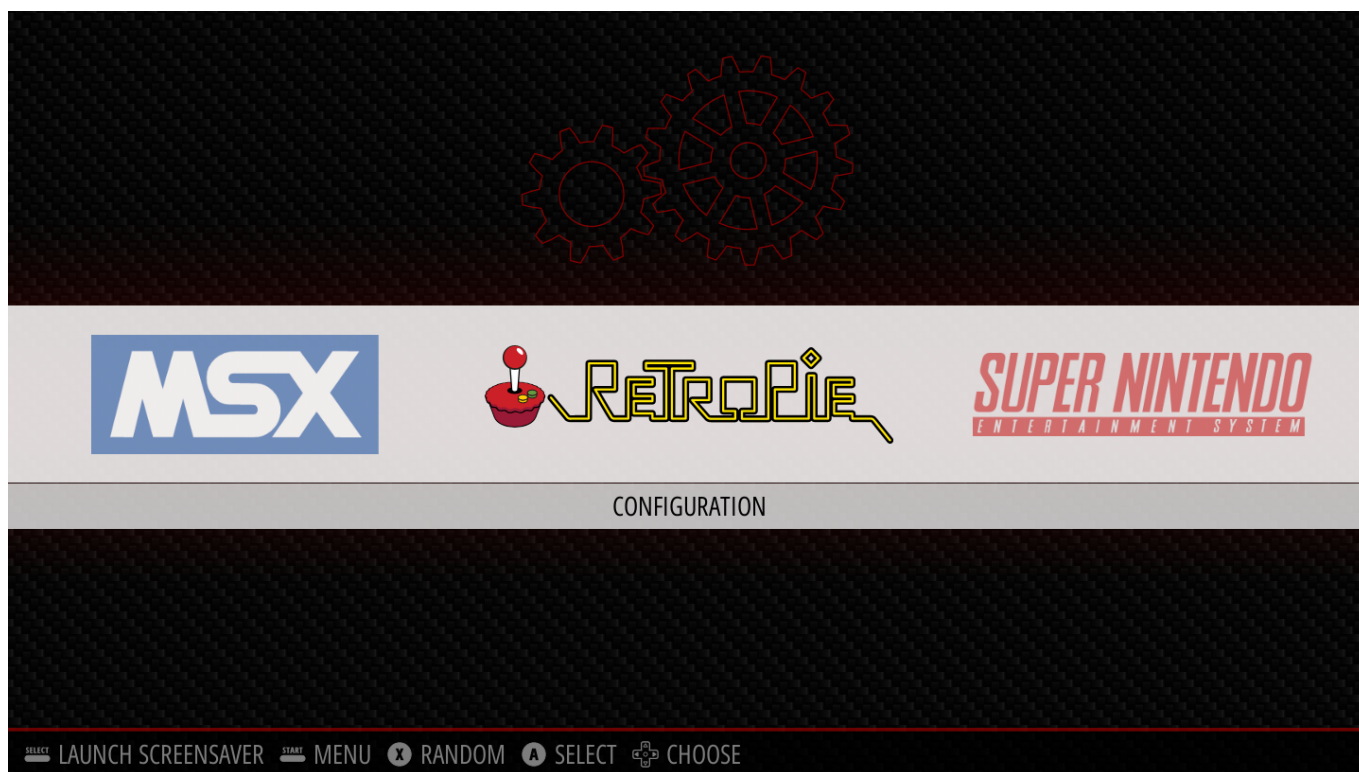 MSX
RETROPIE
SUPER NINTENDO
ENTERTAINMENT SYSTEM
CONFIGURATION
SELECT LAUNCH SCREENSAVER START MENU X RANDOM A SELECT CHOOSE